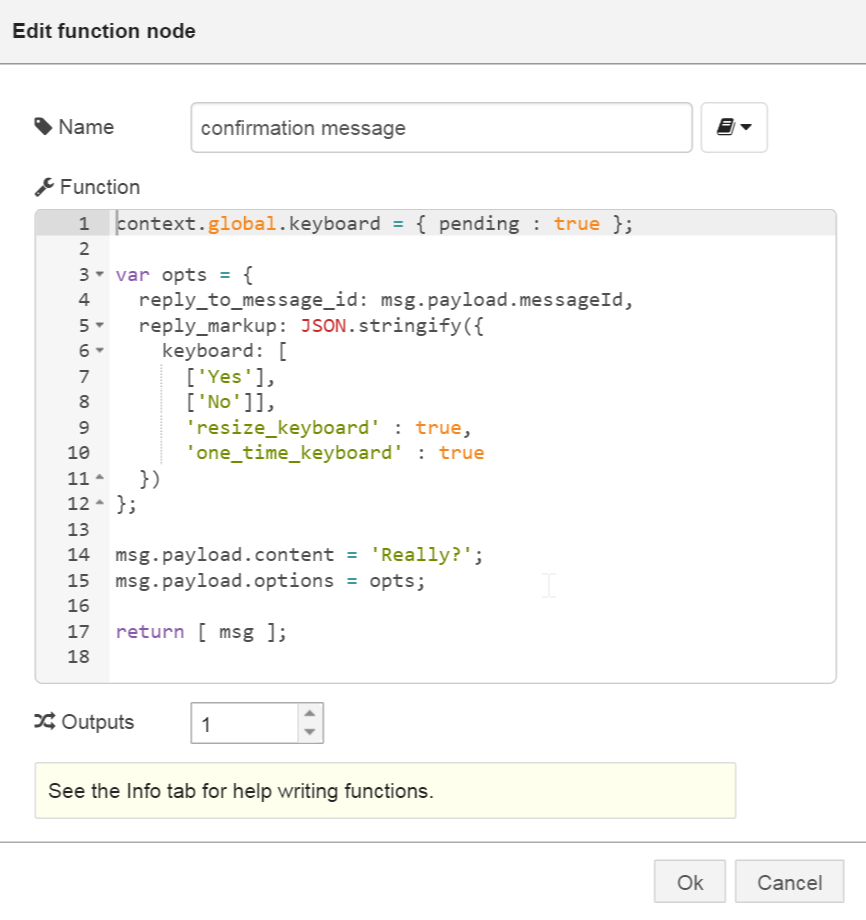 Edit function node
Name
confirmation message
Function
1 context.global.keyboard = { pending : true };
2
3 var opts = {
4   reply_to_message_id: msg.payload.messageId,
5   reply_markup: JSON.stringify({
6     keyboard: [
7       ['Yes'],
8       ['No']],
9       'resize_keyboard' : true,
10       'one_time_keyboard' : true
11   })
12 };
13
14 msg.payload.content = 'Really?';
15 msg.payload.options = opts;
16
17 return [ msg ];
18
Outputs 1
See the Info tab for help writing functions.
Ok Cancel